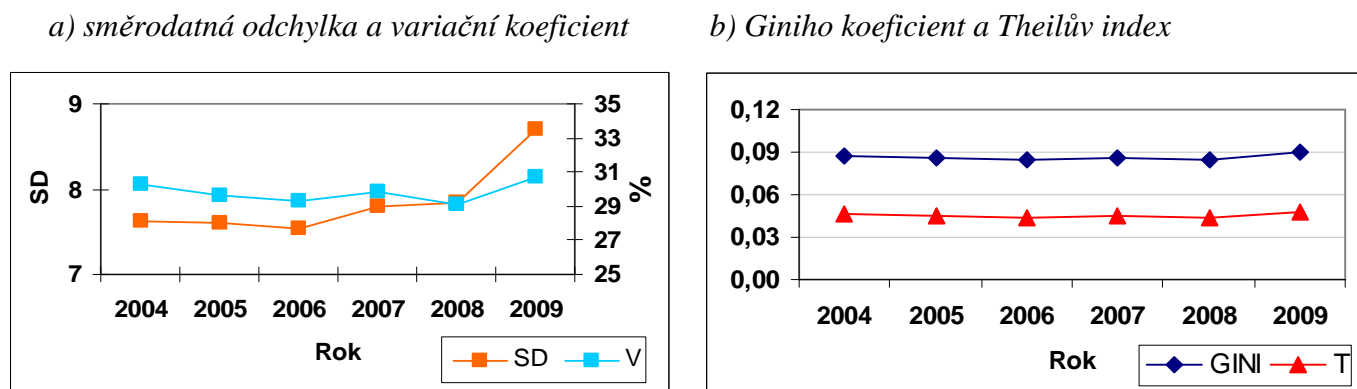 a) směrodatná odchylka a variační koeficient
b) Giniho koeficient a Theilův index
9
8
7
SD
35
33
31
29
27
25
%
2004 2005 2006 2007 2008 2009
Rok
SD V
0,12
0,09
0,06
0,03
0,00
2004 2005 2006 2007 2008 2009
Rok
GINI T